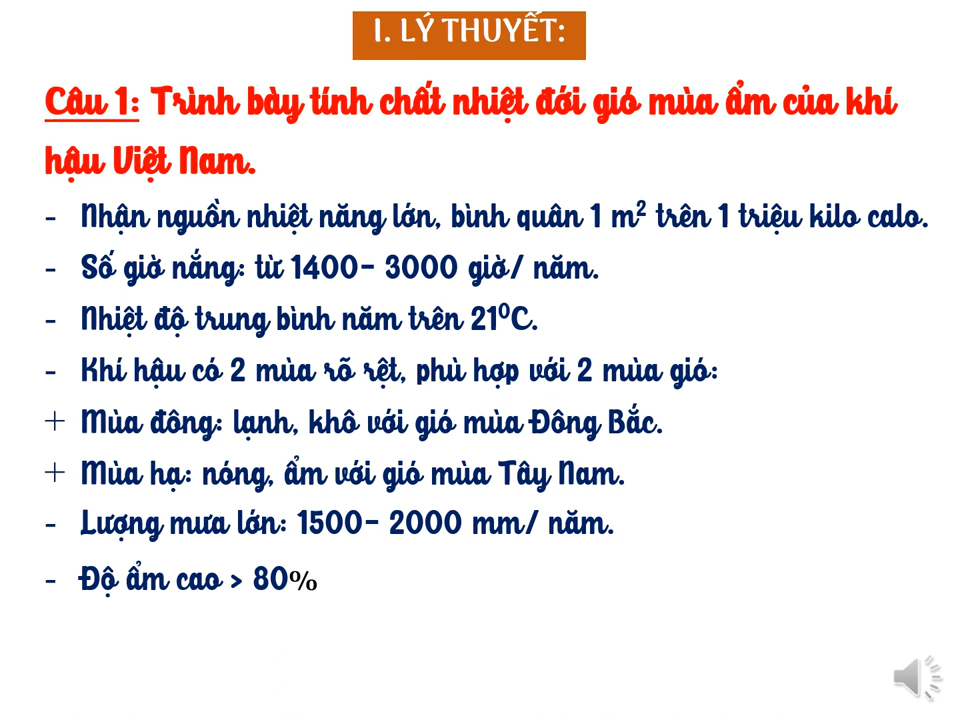 I. LÝ THUYẾT:
Câu 1: Trình bày tính chất nhiệt đới gió mùa ẩm của khí
hậu Việt Nam.
- Nhận nguồn nhiệt năng lớn, bình quân 1 m² trên 1 triệu kilo calo.
- Số giờ nắng: từ 1400- 3000 giờ/ năm.
- Nhiệt độ trung bình năm trên 21⁰C.
- Khí hậu có 2 mùa rõ rệt, phù hợp với 2 mùa gió:
+ Mùa đông: lạnh, khô với gió mùa Đông Bắc.
+ Mùa hạ: nóng, ẩm với gió mùa Tây Nam.
- Lượng mưa lớn: 1500- 2000 mm/ năm.
- Độ ẩm cao > 80%